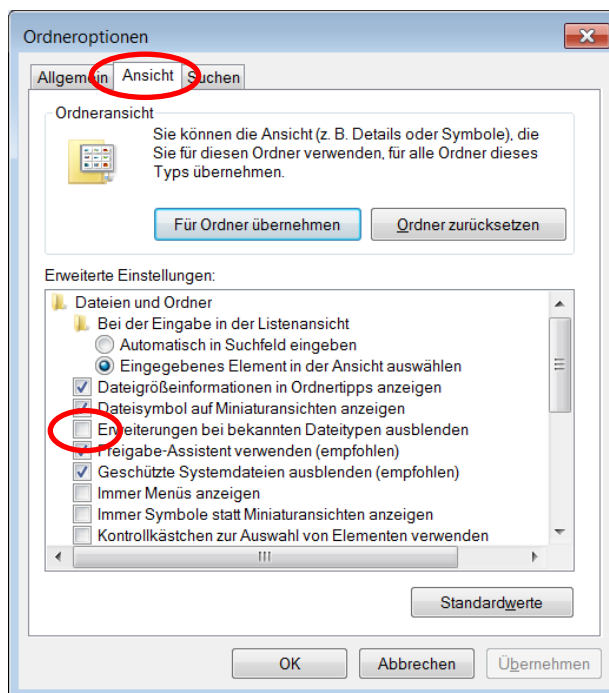 Ordneroptionen
Allgemein Ansicht Suchen
Ordneransicht
Sie können die Ansicht (z. B. Details oder Symbole), die
Sie für diesen Ordner verwenden, für alle Ordner dieses
Typs übernehmen.
Für Ordner übernehmen Ordner zurücksetzen
Erweiterte Einstellungen:
Dateien und Ordner
Bei der Eingabe in der Listenansicht
Automatisch in Suchfeld eingeben
Eingegebenes Element in der Ansicht auswählen
Dateigrößeinformationen in Ordnertipps anzeigen
Dateisymbol auf Miniaturansichten anzeigen
Erweiterungen bei bekannten Dateitypen ausblenden
Freigabe-Assistent verwenden (empfohlen)
Geschützte Systemdateien ausblenden (empfohlen)
Immer Menüs anzeigen
Immer Symbole statt Miniaturansichten anzeigen
Kontrollkästchen zur Auswahl von Elementen verwenden
Standardwerte
OK Abbrechen Übernehmen